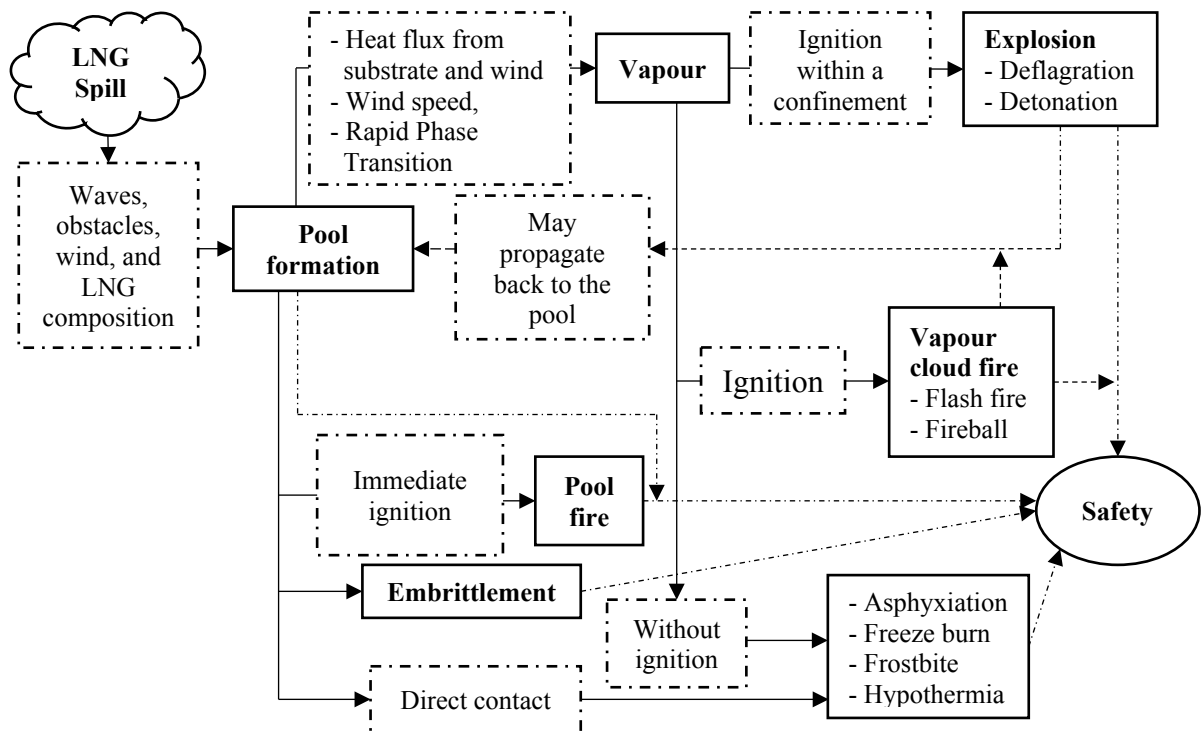 LNG
Spill
- Heat flux from
substrate and wind
- Wind speed,
- Rapid Phase
Transition
Vapour
Ignition
within a
confinement
Explosion
- Deflagration
- Detonation
Waves,
obstacles,
wind, and
LNG
composition
Pool
formation
May
propagate
back to the
pool
Ignition
Vapour
cloud fire
- Flash fire
- Fireball
Immediate
ignition
Pool
fire
Safety
Embrittlement
Without
ignition
- Asphyxiation
- Freeze burn
- Frostbite
- Hypothermia
Direct contact